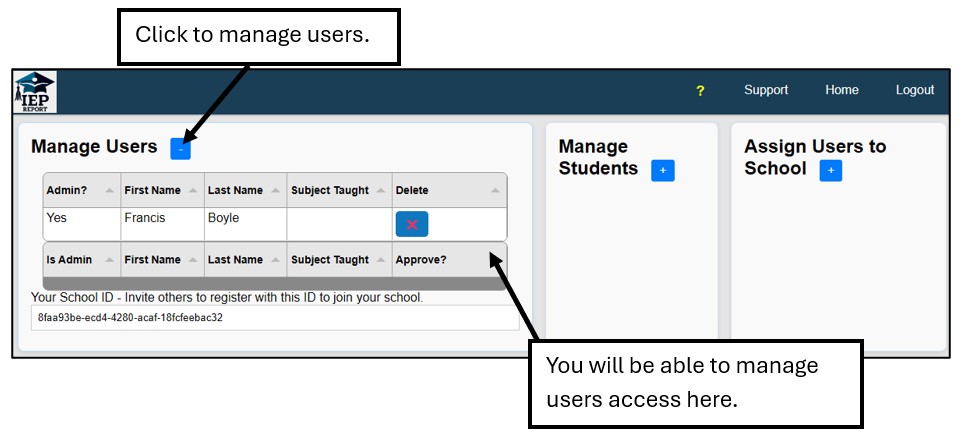 Click to manage users.
IEP
REPORT
?
Support
Home
Logout
Manage Users -
Admin? First Name Last Name Subject Taught Delete
Yes Francis Boyle
Is Admin First Name Last Name Subject Taught Approve?
Your School ID - Invite others to register with this ID to join your school.
8faa93be-ecd4-4280-acaf-18fcfeebac32
Manage
Students +
Assign Users to
School +
You will be able to manage
users access here.